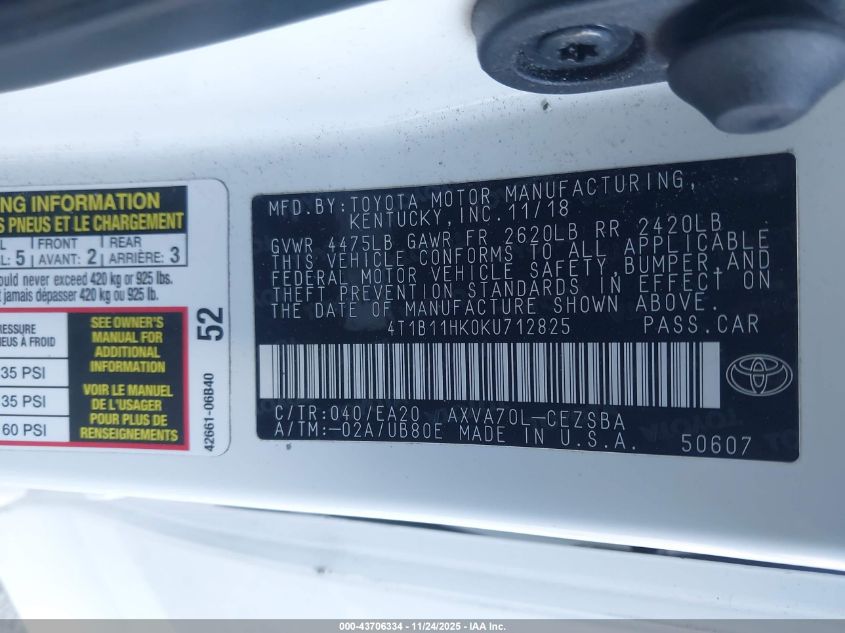 NG INFORMATION
S PNEUS ET LE CHARGEMENT
L FRONT REAR
L: 5 AVANT: 2 ARRIÈRE: 3
uld never exceed 420 kg or 925 lbs.
t jamais dépasser 420 kg ou 925 lb.
RESSURE
NEUS À FROID
35 PSI
35 PSI
60 PSI
SEE OWNER'S
MANUAL FOR
ADDITIONAL
INFORMATION
VOIR LE MANUEL
DE L'USAGER
POUR PLUS DE
RENSEIGNEMENTS
52
42661-06B40
MFD.BY:TOYOTA MOTOR MANUFACTURING,
KENTUCKY,INC.11/18
GVWR 4475LB GAWR FR 2620LB RR 2420LB
THIS VEHICLE CONFORMS TO ALL APPLICABLE
FEDERAL MOTOR VEHICLE SAFETY,BUMPER,AND
THEFT PREVENTION STANDARDS IN EFFECT ON
THE DATE OF MANUFACTURE SHOWN ABOVE.
4T1B11HK0KU712825 PASS.CAR
C/TR:040/EA20 AXVA70L-CEZSBA
A/TM:-02A/UB80E MADE IN U.S.A. 50607
000-43706334 - 11/24/2025 - IAA, Inc.